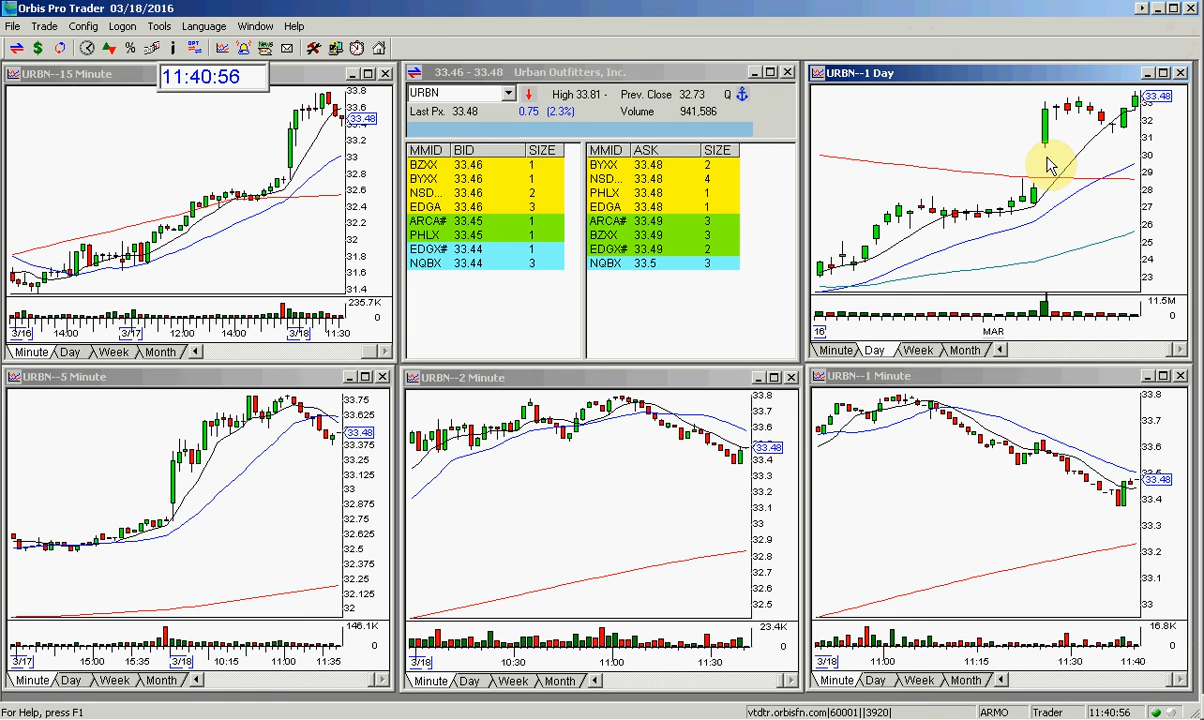 Orbis Pro Trader 03/18/2016
File Trade Config Logon Tools Language Window Help
URBN--15 Minute
11:40:56
33.8
33.6
33.4
33.48
33.2
33
32.8
32.6
32.4
32.2
32
31.8
31.6
31.4
235.7K
0
3/16 14:00 3/17 12:00 14:00 3/18 11:30
Minute Day Week Month
33.46 - 33.48 Urban Outfitters, Inc.
URBN High 33.81 - Prev. Close 32.73 Q
Last Px. 33.48 0.75 (2.3%) Volume 941,586
MMID BID SIZE MMID ASK SIZE
BZXX 33.46 1 BYXX 33.48 2
BYXX 33.46 1 NSD... 33.48 4
NSD... 33.46 2 PHLX 33.48 1
EDGA 33.46 3 EDGA 33.48 1
ARCA# 33.45 1 ARCA# 33.49 3
PHLX 33.45 1 BZXX 33.49 3
EDGX# 33.44 1 EDGX# 33.49 2
NQBX 33.44 3 NQBX 33.5 3
URBN--1 Day
33.48
33
31
30
29
28
27
26
25
24
23
11.5M
0
16 MAR
Minute Day Week Month
URBN--5 Minute
33.75
33.625
33.48
33.375
33.25
33.125
33
32.875
32.75
32.625
32.5
32.375
32.25
32.125
32
146.1K
0
3/17 15:00 15:35 3/18 10:15 11:00 11:35
Minute Day Week Month
URBN--2 Minute
33.8
33.7
33.6
33.48
33.4
33.3
33.2
33.1
33
32.9
32.8
32.7
32.6
32.5
23.4K
0
3/18 10:30 11:00 11:30
Minute Day Week Month
URBN--1 Minute
33.8
33.7
33.6
33.5
33.48
33.4
33.3
33.2
33.1
33
16.8K
0
3/18 11:00 11:15 11:30 11:40
Minute Day Week Month
For Help, press F1
vtdtr.orbisfn.com|60001||3920| ARMO Trader 11:40:56